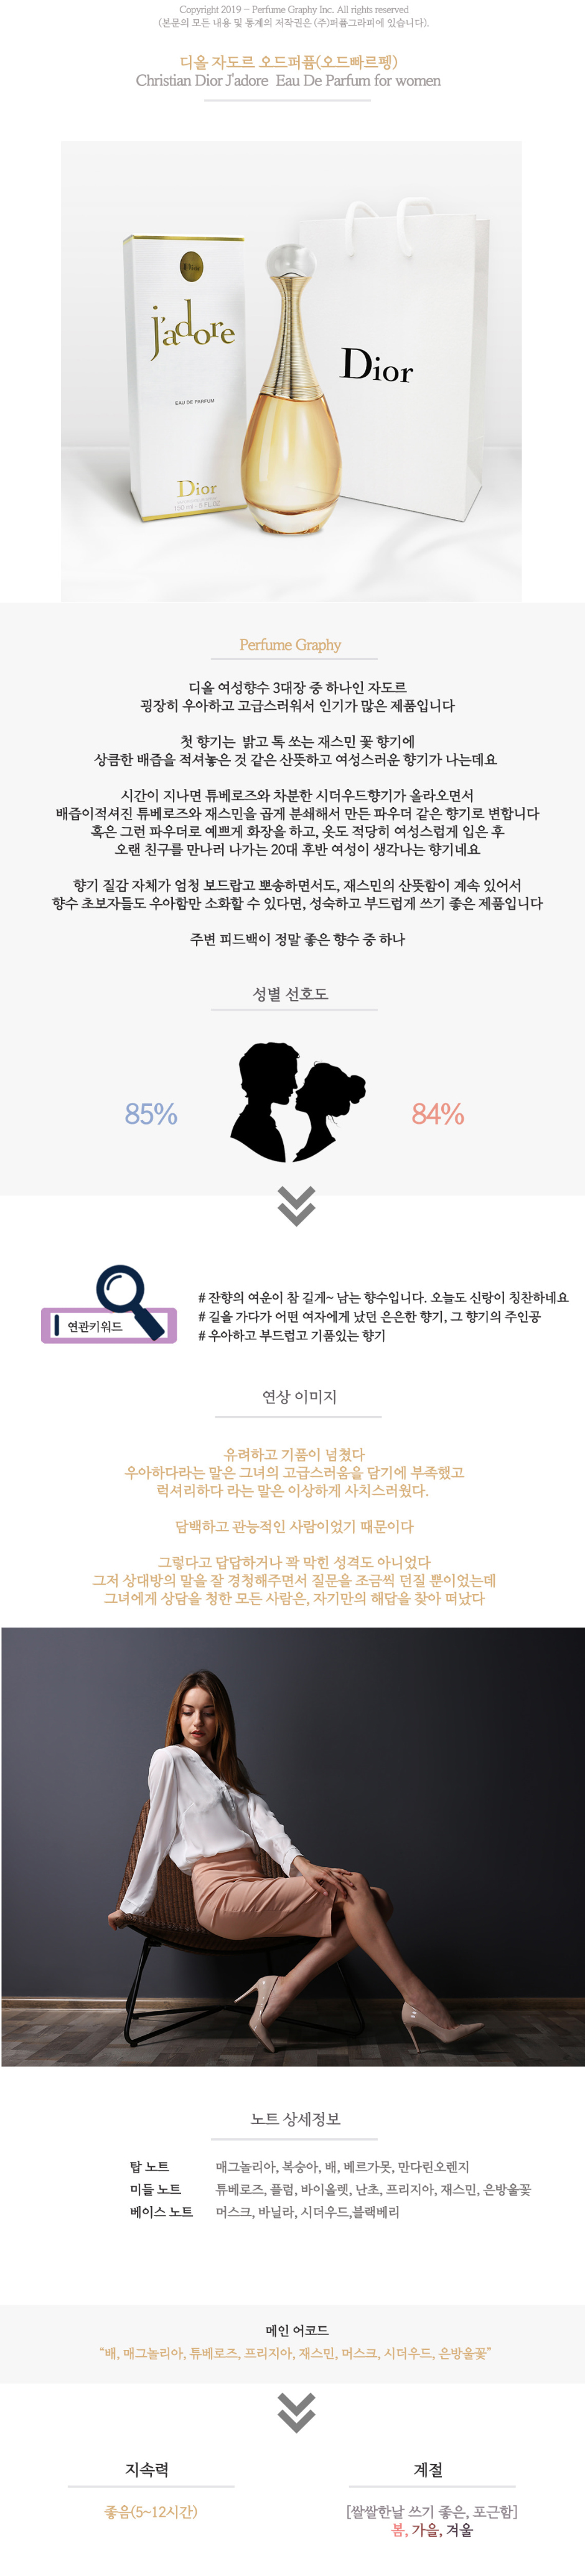 Copyright 2019 - Perfume Graphy Inc. All rights reserved
(본문의 모든 내용 및 통계의 저작권은 (주)퍼퓸그라피에 있습니다).
디올 자도르 오드퍼퓸(오드빠르펭)
Christian Dior J'adore Eau De Parfum for women
Dior
j'adore
EAU DE PARFUM
Dior
100 ml · 5 FL.OZ
Dior
Perfume Graphy
디올 여성향수 3대장 중 하나인 자도르
굉장히 우아하고 고급스러워서 인기가 많은 제품입니다
첫 향기는 밝고 톡 쏘는 재스민 꽃 향기에
상큼한 배즙을 적셔놓은 것 같은 산뜻하고 여성스러운 향기가 나는데요
시간이 지나면 튜베로즈와 차분한 시더우드향기가 올라오면서
배즙이적셔진 튜베로즈와 재스민을 곱게 분쇄해서 만든 파우더 같은 향기로 변합니다
혹은 그런 파우더로 예쁘게 화장을 하고, 옷도 적당히 여성스럽게 입은 후
오랜 친구를 만나러 나가는 20대 후반 여성이 생각나는 향기네요
향기 질감 자체가 엄청 보드랍고 뽀송하면서도, 재스민의 산뜻함이 계속 있어서
향수 초보자들도 우아함만 소화할 수 있다면, 성숙하고 부드럽게 쓰기 좋은 제품입니다
주변 피드백이 정말 좋은 향수 중 하나
성별 선호도
85%
84%
연관키워드
# 잔향의 여운이 참 길게~ 남는 향수입니다. 오늘도 신랑이 칭찬하네요
# 길을 가다가 어떤 여자에게 났던 은은한 향기, 그 향기의 주인공
# 우아하고 부드럽고 기품있는 향기
연상 이미지
유려하고 기품이 넘쳤다
우아하다라는 말은 그녀의 고급스러움을 담기에 부족했고
럭셔리하다 라는 말은 이상하게 사치스러웠다.
담백하고 관능적인 사람이었기 때문이다
그렇다고 답답하거나 꽉 막힌 성격도 아니었다
그저 상대방의 말을 잘 경청해주면서 질문을 조금씩 던질 뿐이었는데
그녀에게 상담을 청한 모든 사람은, 자기만의 해답을 찾아 떠났다
노트 상세정보
탑 노트 매그놀리아, 복숭아, 배, 베르가못, 만다린오렌지
미들 노트 튜베로즈, 플럼, 바이올렛, 난초, 프리지아, 재스민, 은방울꽃
베이스 노트 머스크, 바닐라, 시더우드,블랙베리
메인 어코드
“배, 매그놀리아, 튜베로즈, 프리지아, 재스민, 머스크, 시더우드, 은방울꽃”
지속력
계절
좋음(5~12시간)
[쌀쌀한날 쓰기 좋은, 포근함]
봄, 가을, 겨울